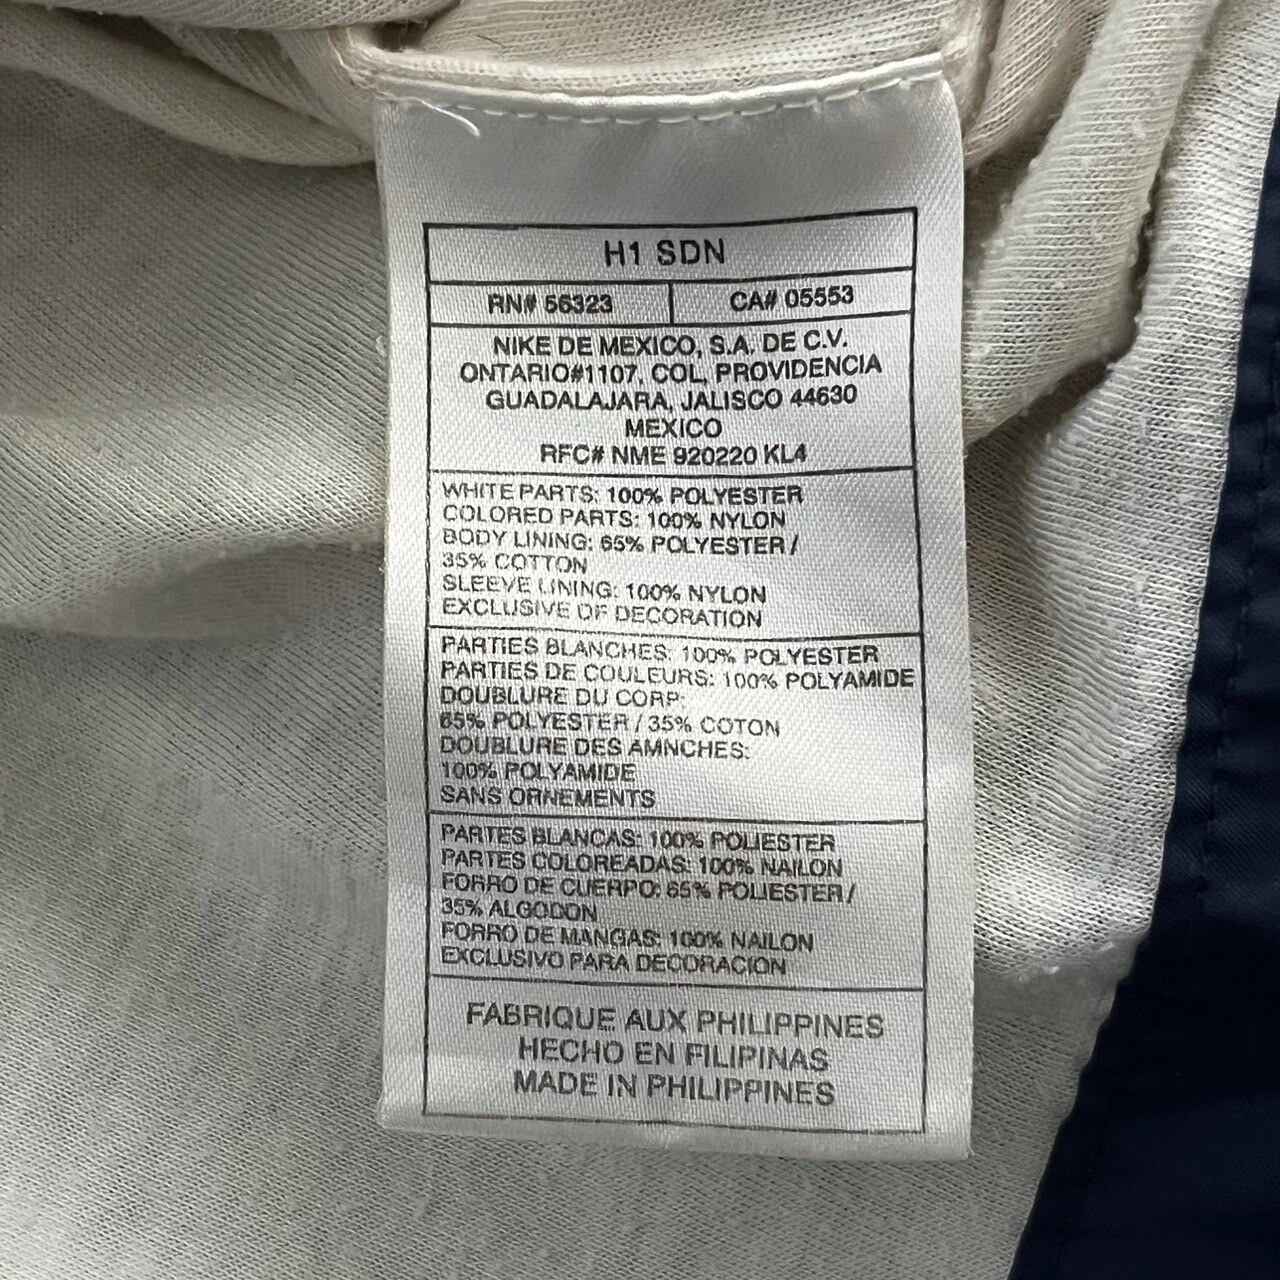 H1 SDN
RN# 56323
CA# 05553
NIKE DE MEXICO, S.A. DE C.V.
ONTARIO#1107, COL. PROVIDENCIA
GUADALAJARA, JALISCO 44630
MEXICO
RFC# NME 920220 KL4
WHITE PARTS: 100% POLYESTER
COLORED PARTS: 100% NYLON
BODY LINING: 65% POLYESTER /
35% COTTON
SLEEVE LINING: 100% NYLON
EXCLUSIVE OF DECORATION
PARTIES BLANCHES: 100% POLYESTER
PARTIES DE COULEURS: 100% POLYAMIDE
DOUBLURE DU CORP:
65% POLYESTER / 35% COTON
DOUBLURE DES AMNCHES:
100% POLYAMIDE
SANS ORNEMENTS
PARTES BLANCAS: 100% POLIESTER
PARTES COLOREADAS: 100% NAILON
FORRO DE CUERPO: 65% POLIESTER /
35% ALGODON
FORRO DE MANGAS: 100% NAILON
EXCLUSIVO PARA DECORACION
FABRIQUE AUX PHILIPPINES
HECHO EN FILIPINAS
MADE IN PHILIPPINES